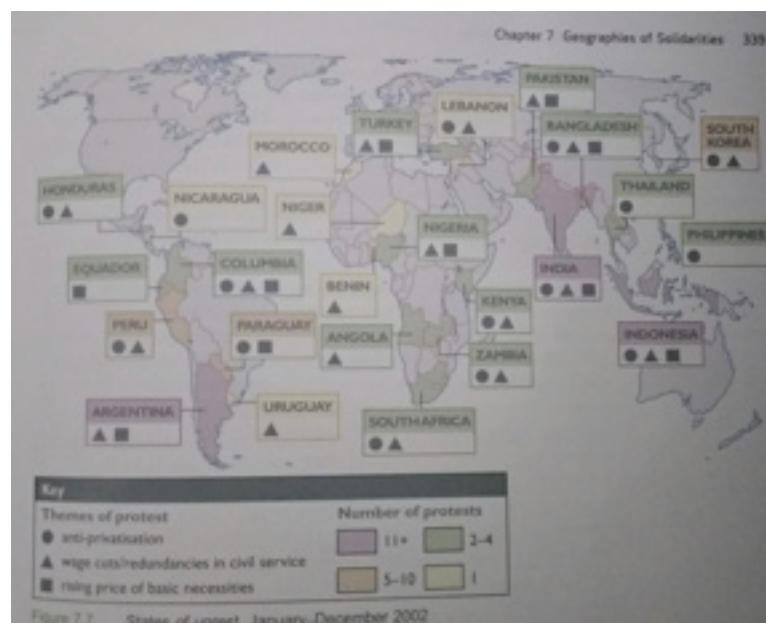 Chapter 7 Geographies of Solidarities 339
PAKISTAN
LEBANON
TURKEY
BANGLADESH
SOUTH
KOREA
MOROCCO
HONDURAS
NICARAGUA
THAILAND
NIGER
NIGERIA
PHILIPPINES
EQUADOR
COLUMBIA
INDIA
BENIN
KENYA
PERU
PARAGUAY
ANGOLA
INDONESIA
ZAMBIA
ARGENTINA
URUGUAY
SOUTH AFRICA
Key
Themes of protest
anti-privatisation
wage cuts/redundancies in civil service
rising price of basic necessities
Number of protests
11+
2–4
5–10
1
Figure 7.7 States of unrest, January–December 2002